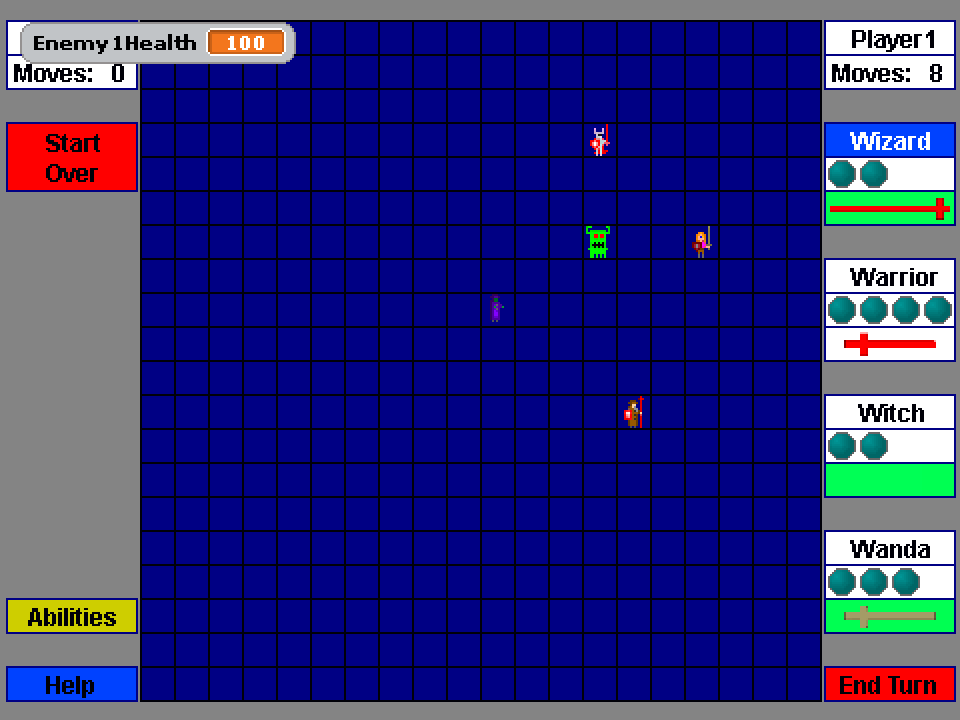 Enemy1Health 100
Moves: 0
Start
Over
Abilities
Help
Player1
Moves: 8
Wizard
Warrior
Witch
Wanda
End Turn